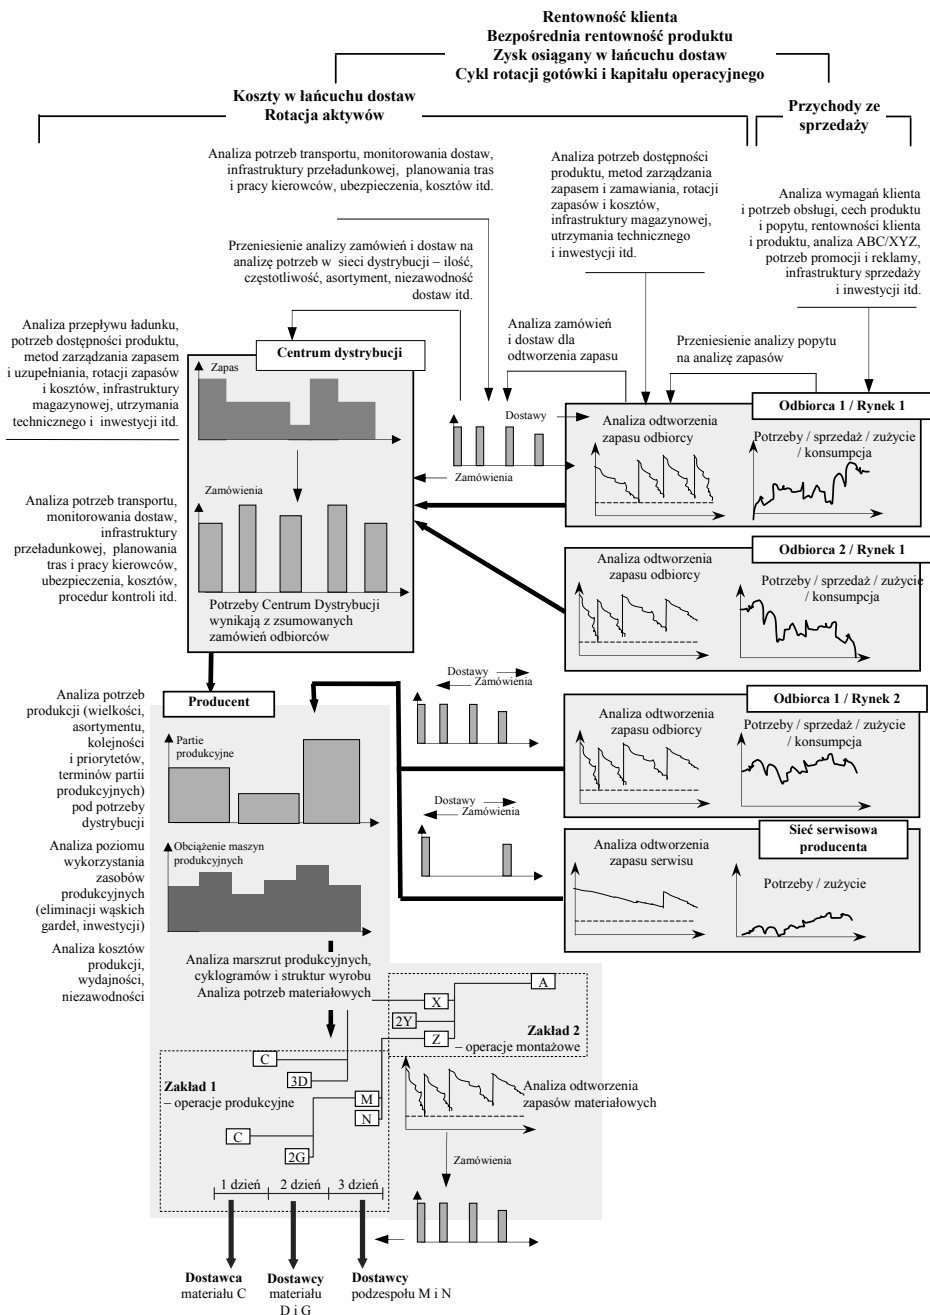 Rentowność klienta
Bezpośrednia rentowność produktu
Zysk osiągany w łańcuchu dostaw
Cykl rotacji gotówki i kapitału operacyjnego
Koszty w łańcuchu dostaw
Rotacja aktywów
Przychody ze
sprzedaży
Analiza potrzeb transportu, monitorowania dostaw,
infrastruktury przeładunkowej, planowania tras
i pracy kierowców, ubezpieczenia, kosztów itd.
Analiza potrzeb dostępności
produktu, metod zarządzania
zapasem i zamawiania, rotacji
zapasów i kosztów,
infrastruktury magazynowej,
utrzymania technicznego
i inwestycji itd.
Analiza wymagań klienta
i potrzeb obsługi, cech produktu
i popytu, rentowności klienta
i produktu, analiza ABC/XYZ,
potrzeb promocji i reklamy,
infrastruktury sprzedaży
i inwestycji itd.
Przeniesienie analizy zamówień i dostaw na
analizę potrzeb w sieci dystrybucji – ilość,
częstotliwość, asortyment, niezawodność
dostaw itd.
Analiza zamówień
i dostaw dla
odtworzenia zapasu
Przeniesienie analizy popytu
na analizę zapasów
Analiza przepływu ładunku,
potrzeb dostępności produktu,
metod zarządzania zapasem
i uzupełniania, rotacji zapasów
i kosztów, infrastruktury
magazynowej, utrzymania
technicznego i inwestycji itd.
Centrum dystrybucji
Zapas
Zamówienia
Potrzeby Centrum Dystrybucji
wynikają z zsumowanych
zamówień odbiorców
Dostawy
Zamówienia
Odbiorca 1 / Rynek 1
Analiza odtworzenia
zapasu odbiorcy
Potrzeby / sprzedaż / zużycie
/ konsumpcja
Analiza potrzeb transportu,
monitorowania dostaw,
infrastruktury
przeładunkowej, planowania
tras i pracy kierowców,
ubezpieczenia, kosztów,
procedur kontroli itd.
Odbiorca 2 / Rynek 1
Analiza odtworzenia
zapasu odbiorcy
Potrzeby / sprzedaż / zużycie
/ konsumpcja
Producent
Analiza potrzeb
produkcji (wielkości,
asortymentu,
kolejności
i priorytetów,
terminów partii
produkcyjnych)
pod potrzeby
dystrybucji
Partie
produkcyjne
Dostawy
Zamówienia
Odbiorca 1 / Rynek 2
Analiza odtworzenia
zapasu odbiorcy
Potrzeby / sprzedaż / zużycie
/ konsumpcja
Dostawy
Zamówienia
Sieć serwisowa
producenta
Analiza odtworzenia
zapasu serwisu
Potrzeby / zużycie
Analiza poziomu
wykorzystania
zasobów
produkcyjnych
(eliminacji wąskich
gardeł, inwestycji)
Obciążenie maszyn
produkcyjnych
Analiza kosztów
produkcji,
wydajności,
niezawodności
Analiza marszrut produkcyjnych,
cyklogramów i struktur wyrobu
Analiza potrzeb materiałowych
A
X
2Y
Z
Zakład 2
– operacje montażowe
C
3D
Zakład 1
– operacje produkcyjne
M
N
C
2G
Analiza odtworzenia
zapasów materiałowych
Zamówienia
1 dzień
2 dzień
3 dzień
Dostawca
materiału C
Dostawcy
materiału
D i G
Dostawcy
podzespołu M i N